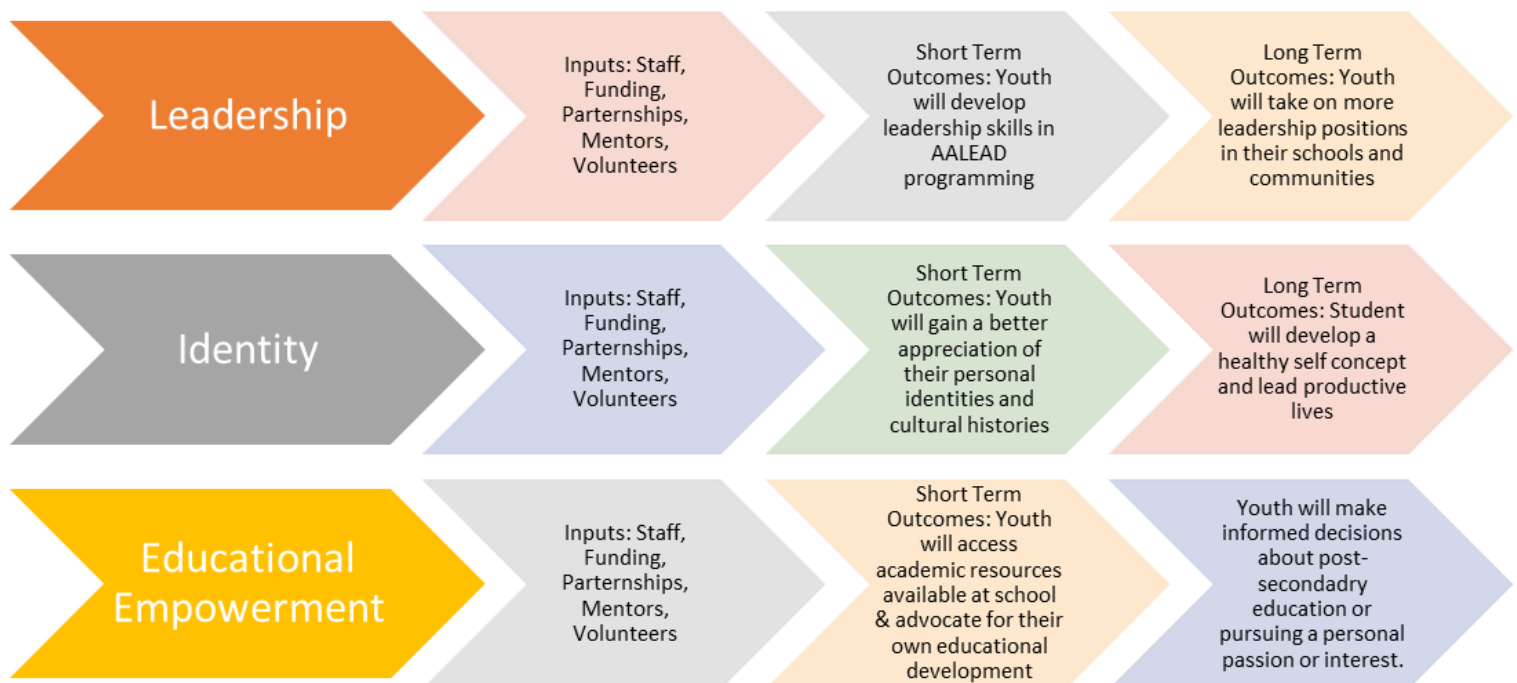 Leadership
Inputs: Staff,
Funding,
Parternships,
Mentors,
Volunteers
Short Term
Outcomes: Youth
will develop
leadership skills in
AALEAD
programming
Long Term
Outcomes: Youth
will take on more
leadership positions
in their schools and
communities
Identity
Inputs: Staff,
Funding,
Parternships,
Mentors,
Volunteers
Short Term
Outcomes: Youth
will gain a better
appreciation of
their personal
identities and
cultural histories
Long Term
Outcomes: Student
will develop a
healthy self concept
and lead productive
lives
Educational
Empowerment
Inputs: Staff,
Funding,
Parternships,
Mentors,
Volunteers
Short Term
Outcomes: Youth
will access
academic resources
available at school
& advocate for their
own educational
development
Youth will make
informed decisions
about post-
secondadry
education or
pursuing a personal
passion or interest.